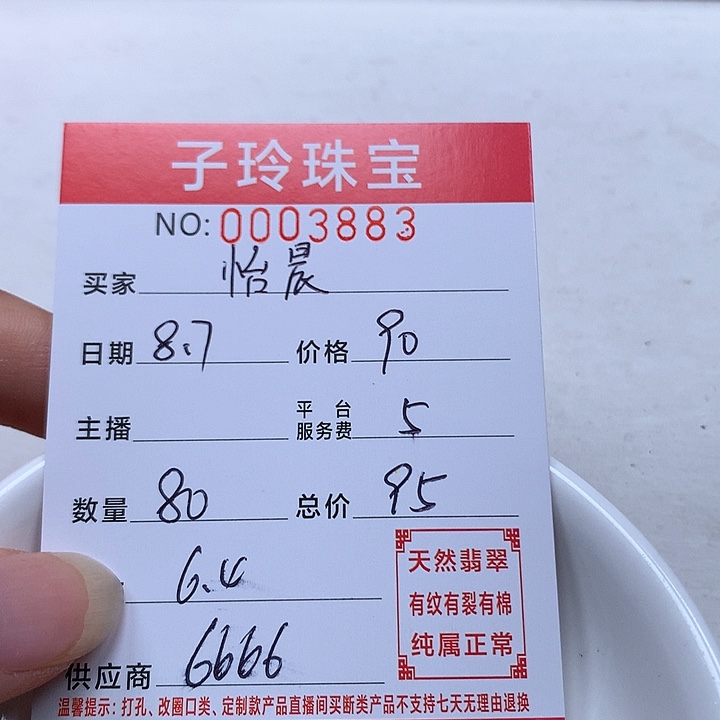 子玲珠宝
NO: 0003883
买家 怡晨
日期 8.7 价格 90
主播 平台服务费 5
数量 80 总价 95
6.4
供应商 6666
天然翡翠
有纹有裂有棉
纯属正常
温馨提示：打孔、改圈口类、定制款产品直播间买断类产品不支持七天无理由退换